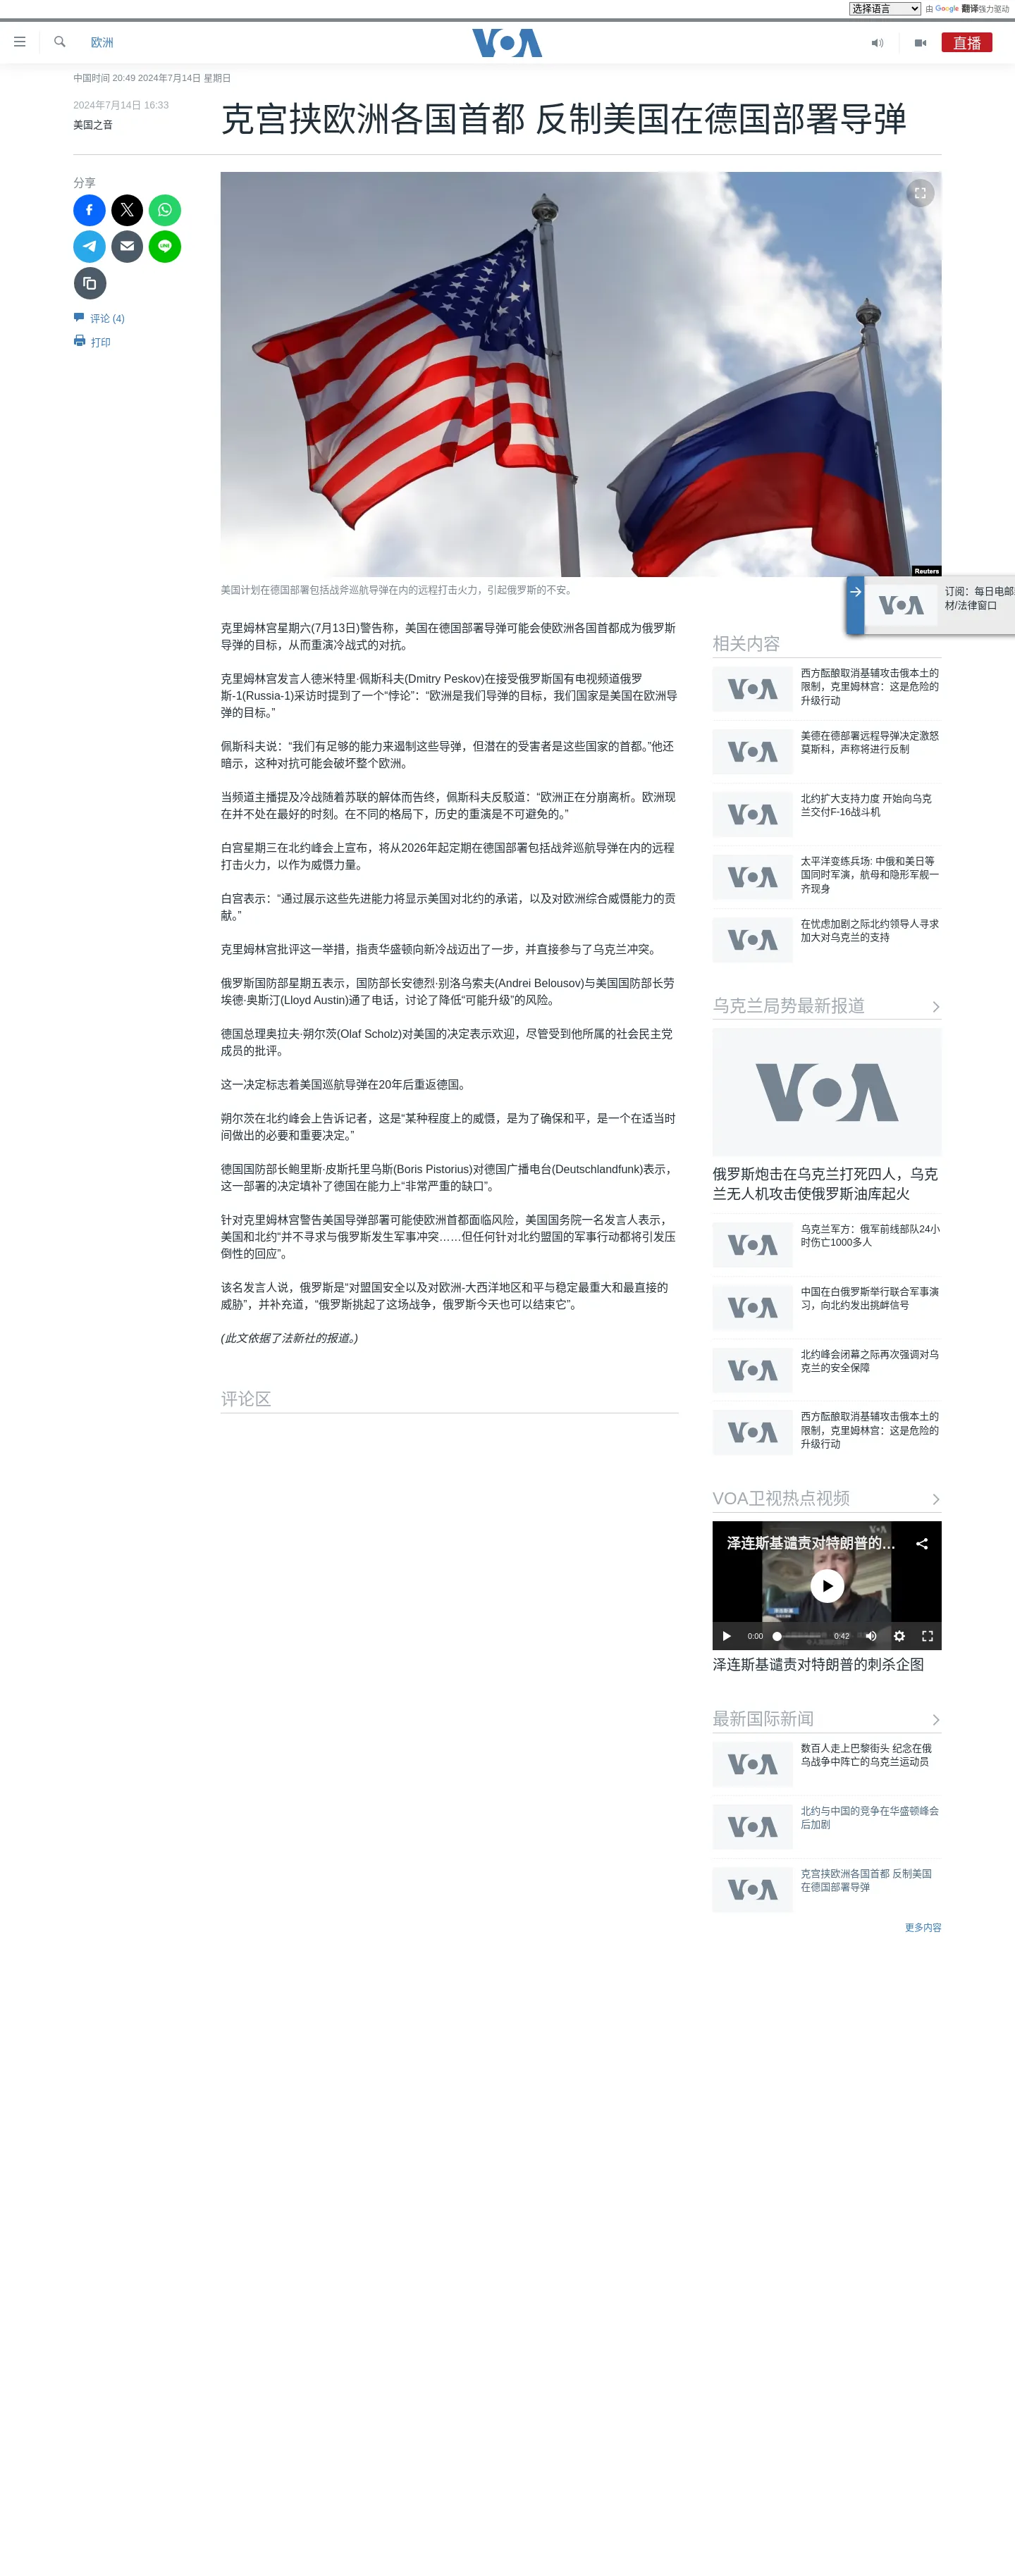 选择语言 由 Google 翻译强力驱动
欧洲
VOA
直播
中国时间 20:49 2024年7月14日 星期日
2024年7月14日 16:33
美国之音
克宫挟欧洲各国首都 反制美国在德国部署导弹
分享
评论 (4)
打印
Reuters
美国计划在德国部署包括战斧巡航导弹在内的远程打击火力，引起俄罗斯的不安。
VOA
订阅：每日电邮
材/法律窗口
克里姆林宫星期六(7月13日)警告称，美国在德国部署导弹可能会使欧洲各国首都成为俄罗斯
导弹的目标，从而重演冷战式的对抗。
克里姆林宫发言人德米特里·佩斯科夫(Dmitry Peskov)在接受俄罗斯国有电视频道俄罗
斯-1(Russia-1)采访时提到了一个“悖论”：“欧洲是我们导弹的目标，我们国家是美国在欧洲导
弹的目标。”
佩斯科夫说：“我们有足够的能力来遏制这些导弹，但潜在的受害者是这些国家的首都。”他还
暗示，这种对抗可能会破坏整个欧洲。
当频道主播提及冷战随着苏联的解体而告终，佩斯科夫反駁道：“欧洲正在分崩离析。欧洲现
在并不处在最好的时刻。在不同的格局下，历史的重演是不可避免的。”
白宫星期三在北约峰会上宣布，将从2026年起定期在德国部署包括战斧巡航导弹在内的远程
打击火力，以作为威慑力量。
白宫表示：“通过展示这些先进能力将显示美国对北约的承诺，以及对欧洲综合威慑能力的贡
献。”
克里姆林宫批评这一举措，指责华盛顿向新冷战迈出了一步，并直接参与了乌克兰冲突。
俄罗斯国防部星期五表示，国防部长安德烈·别洛乌索夫(Andrei Belousov)与美国国防部长劳
埃德·奥斯汀(Lloyd Austin)通了电话，讨论了降低“可能升级”的风险。
德国总理奥拉夫·朔尔茨(Olaf Scholz)对美国的决定表示欢迎，尽管受到他所属的社会民主党
成员的批评。
这一决定标志着美国巡航导弹在20年后重返德国。
朔尔茨在北约峰会上告诉记者，这是“某种程度上的威慑，是为了确保和平，是一个在适当时
间做出的必要和重要决定。”
德国国防部长鲍里斯·皮斯托里乌斯(Boris Pistorius)对德国广播电台(Deutschlandfunk)表示，
这一部署的决定填补了德国在能力上“非常严重的缺口”。
针对克里姆林宫警告美国导弹部署可能使欧洲首都面临风险，美国国务院一名发言人表示，
美国和北约“并不寻求与俄罗斯发生军事冲突……但任何针对北约盟国的军事行动都将引发压
倒性的回应”。
该名发言人说，俄罗斯是“对盟国安全以及对欧洲-大西洋地区和平与稳定最重大和最直接的
威胁”，并补充道，“俄罗斯挑起了这场战争，俄罗斯今天也可以结束它”。
(此文依据了法新社的报道。)
评论区
相关内容
VOA
西方酝酿取消基辅攻击俄本土的
限制，克里姆林宫：这是危险的
升级行动
VOA
美德在德部署远程导弹决定激怒
莫斯科，声称将进行反制
VOA
北约扩大支持力度 开始向乌克
兰交付F-16战斗机
VOA
太平洋变练兵场: 中俄和美日等
国同时军演，航母和隐形军舰一
齐现身
VOA
在忧虑加剧之际北约领导人寻求
加大对乌克兰的支持
乌克兰局势最新报道
VOA
俄罗斯炮击在乌克兰打死四人，乌克
兰无人机攻击使俄罗斯油库起火
VOA
乌克兰军方：俄军前线部队24小
时伤亡1000多人
VOA
中国在白俄罗斯举行联合军事演
习，向北约发出挑衅信号
VOA
北约峰会闭幕之际再次强调对乌
克兰的安全保障
VOA
西方酝酿取消基辅攻击俄本土的
限制，克里姆林宫：这是危险的
升级行动
VOA卫视热点视频
VOA
泽连斯基谴责对特朗普的...
0:00 0:42
泽连斯基谴责对特朗普的刺杀企图
最新国际新闻
VOA
数百人走上巴黎街头 纪念在俄
乌战争中阵亡的乌克兰运动员
VOA
北约与中国的竞争在华盛顿峰会
后加剧
VOA
克宫挟欧洲各国首都 反制美国
在德国部署导弹
更多内容